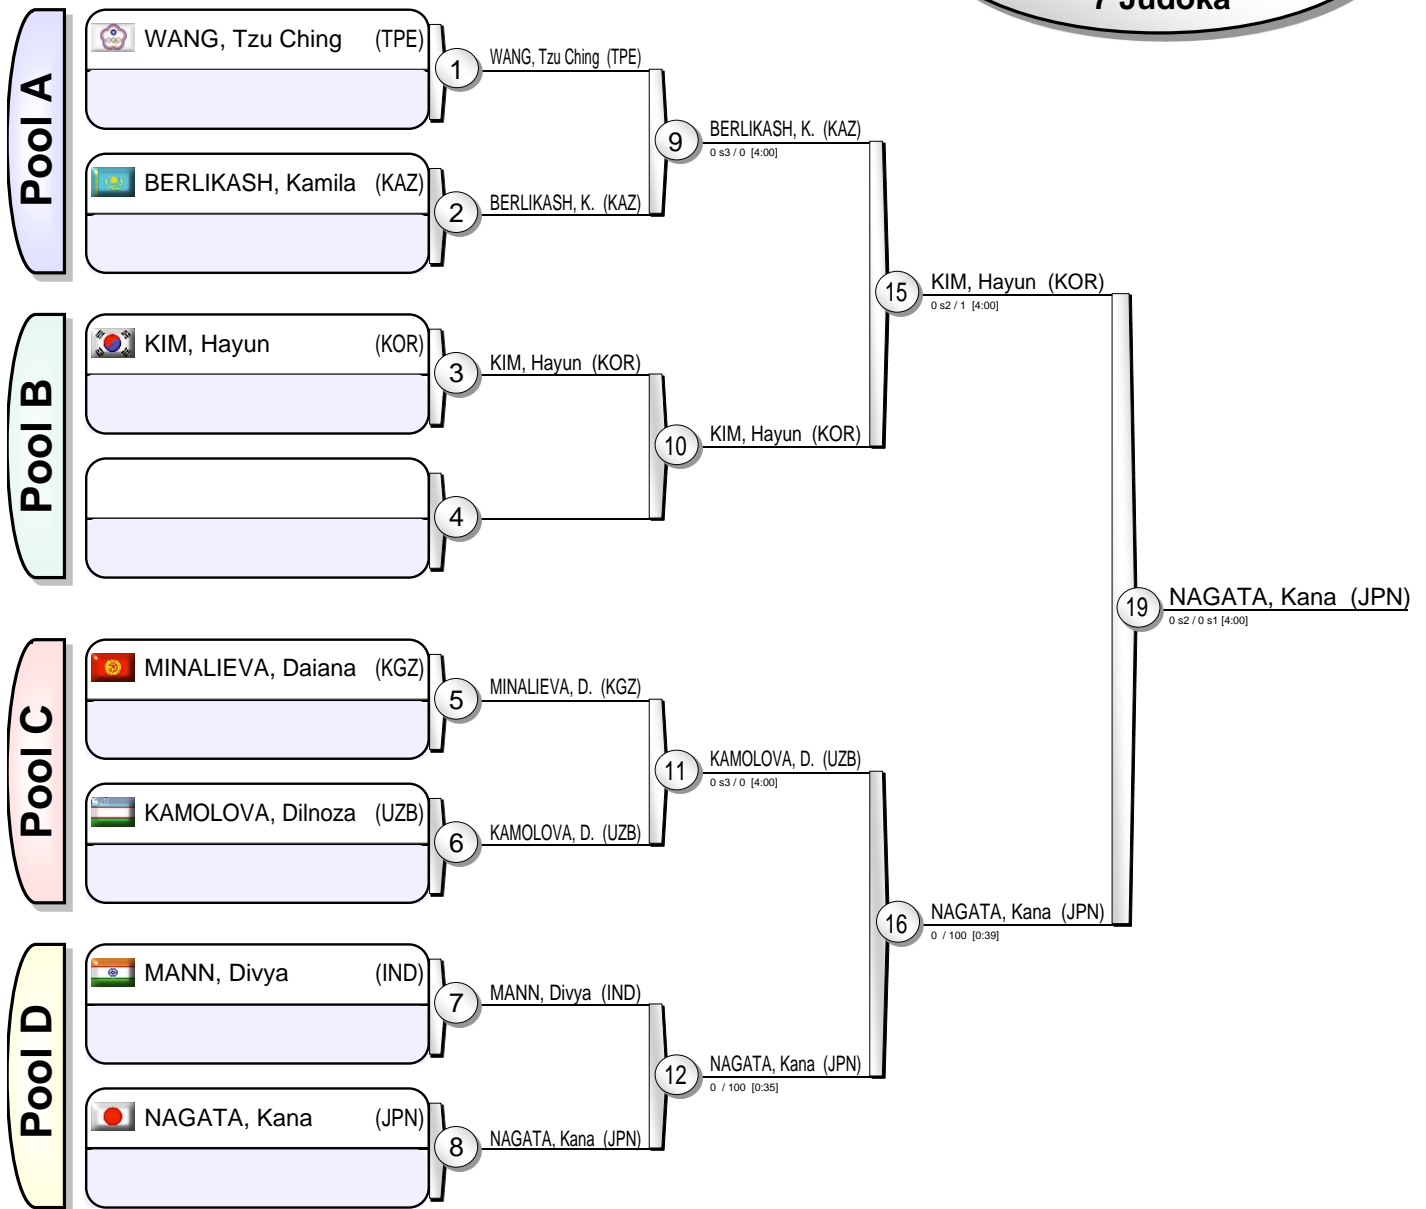 7 Judoka
Pool A
WANG, Tzu Ching (TPE)
1
WANG, Tzu Ching (TPE)
BERLIKASH, Kamila (KAZ)
2
BERLIKASH, K. (KAZ)
9
BERLIKASH, K. (KAZ)
0 s3 / 0 [4:00]
Pool B
KIM, Hayun (KOR)
3
KIM, Hayun (KOR)
4
10
KIM, Hayun (KOR)
15
KIM, Hayun (KOR)
0 s2 / 1 [4:00]
Pool C
MINALIEVA, Daiana (KGZ)
5
MINALIEVA, D. (KGZ)
KAMOLOVA, Dilnoza (UZB)
6
KAMOLOVA, D. (UZB)
11
KAMOLOVA, D. (UZB)
0 s3 / 0 [4:00]
Pool D
MANN, Divya (IND)
7
MANN, Divya (IND)
NAGATA, Kana (JPN)
8
NAGATA, Kana (JPN)
12
NAGATA, Kana (JPN)
0 / 100 [0:35]
16
NAGATA, Kana (JPN)
0 / 100 [0:39]
19
NAGATA, Kana (JPN)
0 s2 / 0 s1 [4:00]